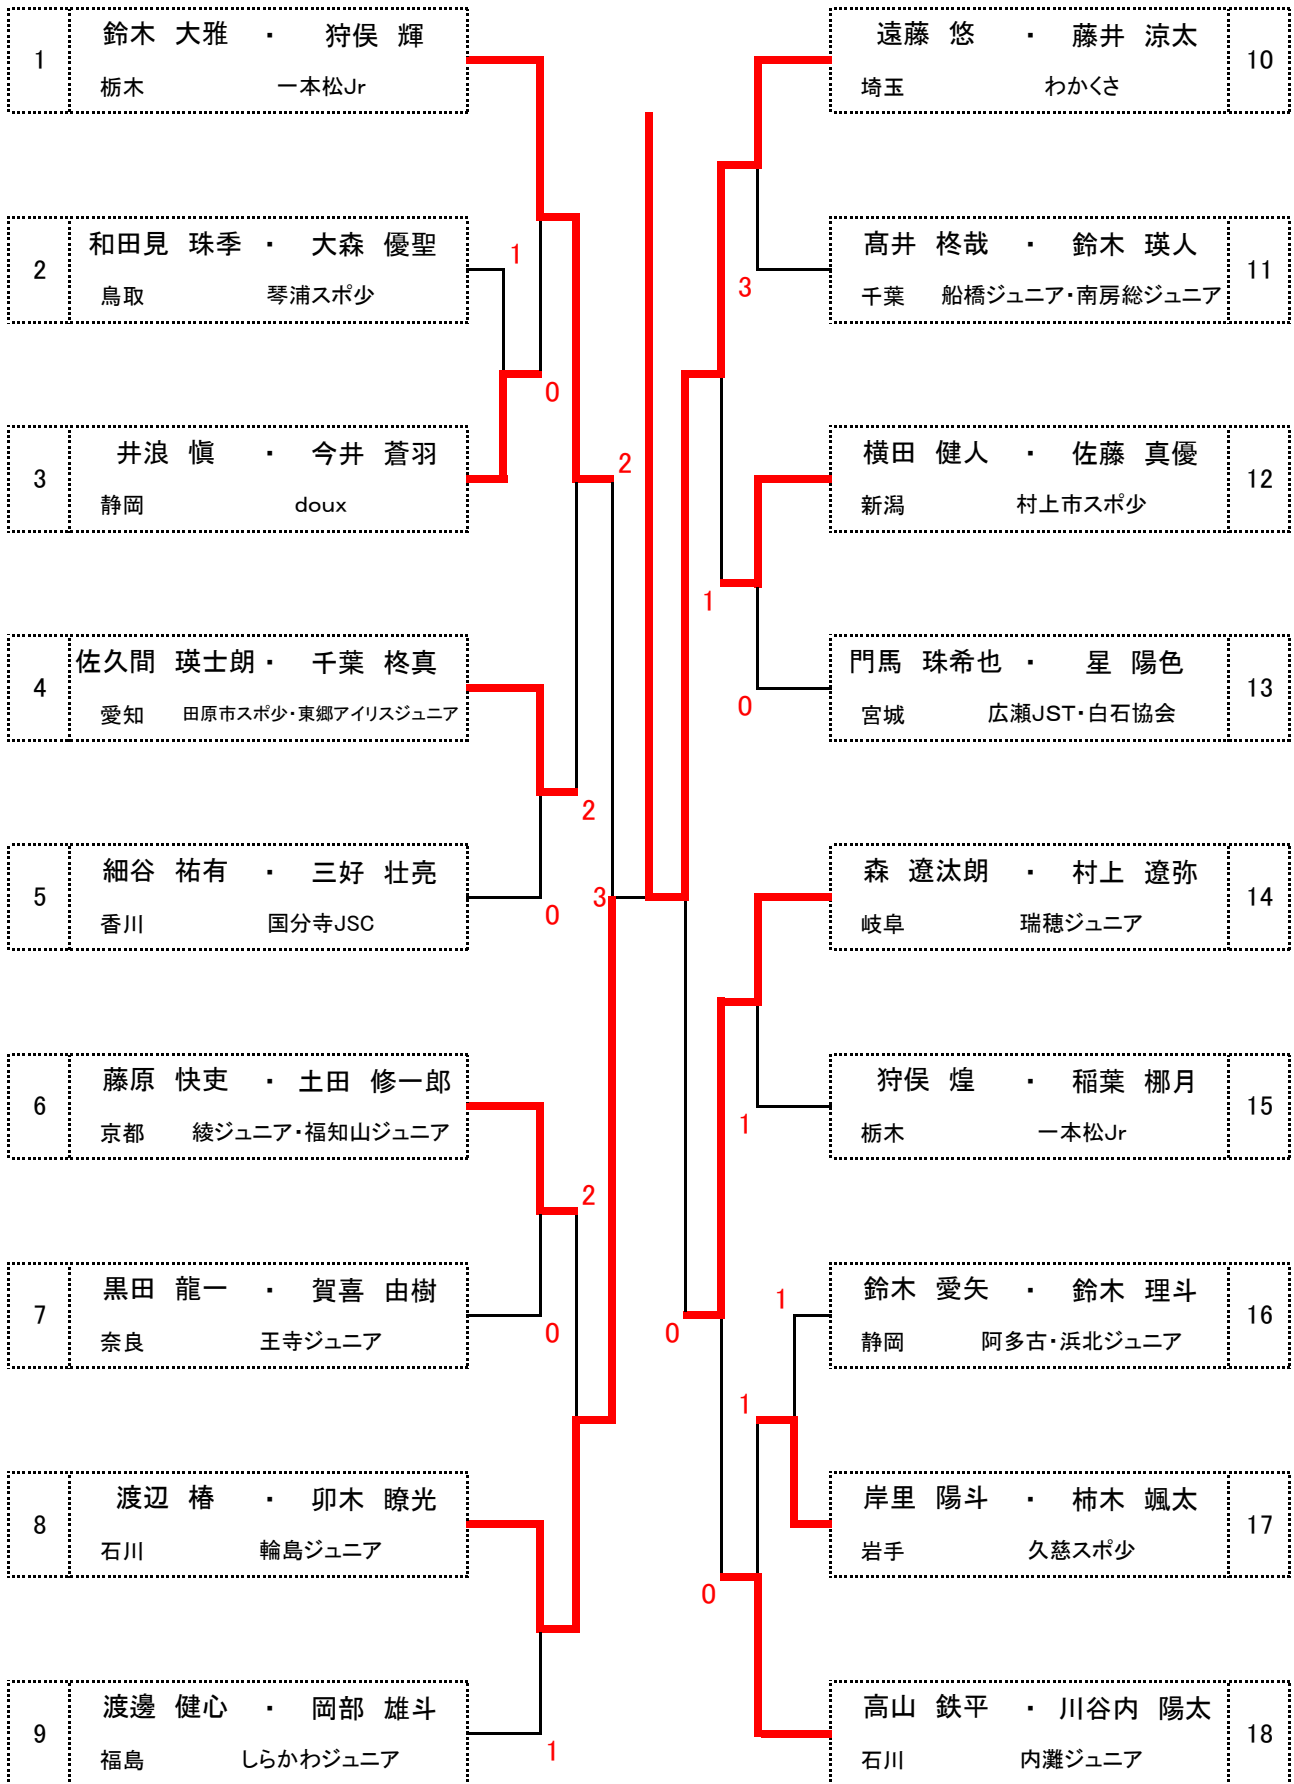 1
鈴木 大雅 ・ 狩俣 輝
栃木 一本松Jr
2
和田見 珠季 ・ 大森 優聖
鳥取 琴浦スポ少
1
0
3
井浪 愼 ・ 今井 蒼羽
静岡 doux
2
4
佐久間 瑛士朗 ・ 千葉 柊真
愛知 田原市スポ少・東郷アイリスジュニア
2
5
細谷 祐有 ・ 三好 壮亮
香川 国分寺JSC
0
3
6
藤原 快吏 ・ 土田 修一郎
京都 綾ジュニア・福知山ジュニア
2
7
黒田 龍一 ・ 賀喜 由樹
奈良 王寺ジュニア
0
8
渡辺 椿 ・ 卯木 瞭光
石川 輪島ジュニア
9
渡邊 健心 ・ 岡部 雄斗
福島 しらかわジュニア
1
遠藤 悠 ・ 藤井 涼太
10
埼玉 わかくさ
髙井 柊哉 ・ 鈴木 瑛人
11
千葉 船橋ジュニア・南房総ジュニア
3
横田 健人 ・ 佐藤 真優
12
新潟 村上市スポ少
1
門馬 珠希也 ・ 星 陽色
13
宮城 広瀬JST・白石協会
0
森 遼汰朗 ・ 村上 遼弥
14
岐阜 瑞穂ジュニア
狩俣 煌 ・ 稲葉 梛月
15
栃木 一本松Jr
1
鈴木 愛矢 ・ 鈴木 理斗
16
静岡 阿多古・浜北ジュニア
1
0
1
岸里 陽斗 ・ 柿木 颯太
17
岩手 久慈スポ少
0
高山 鉄平 ・ 川谷内 陽太
18
石川 内灘ジュニア